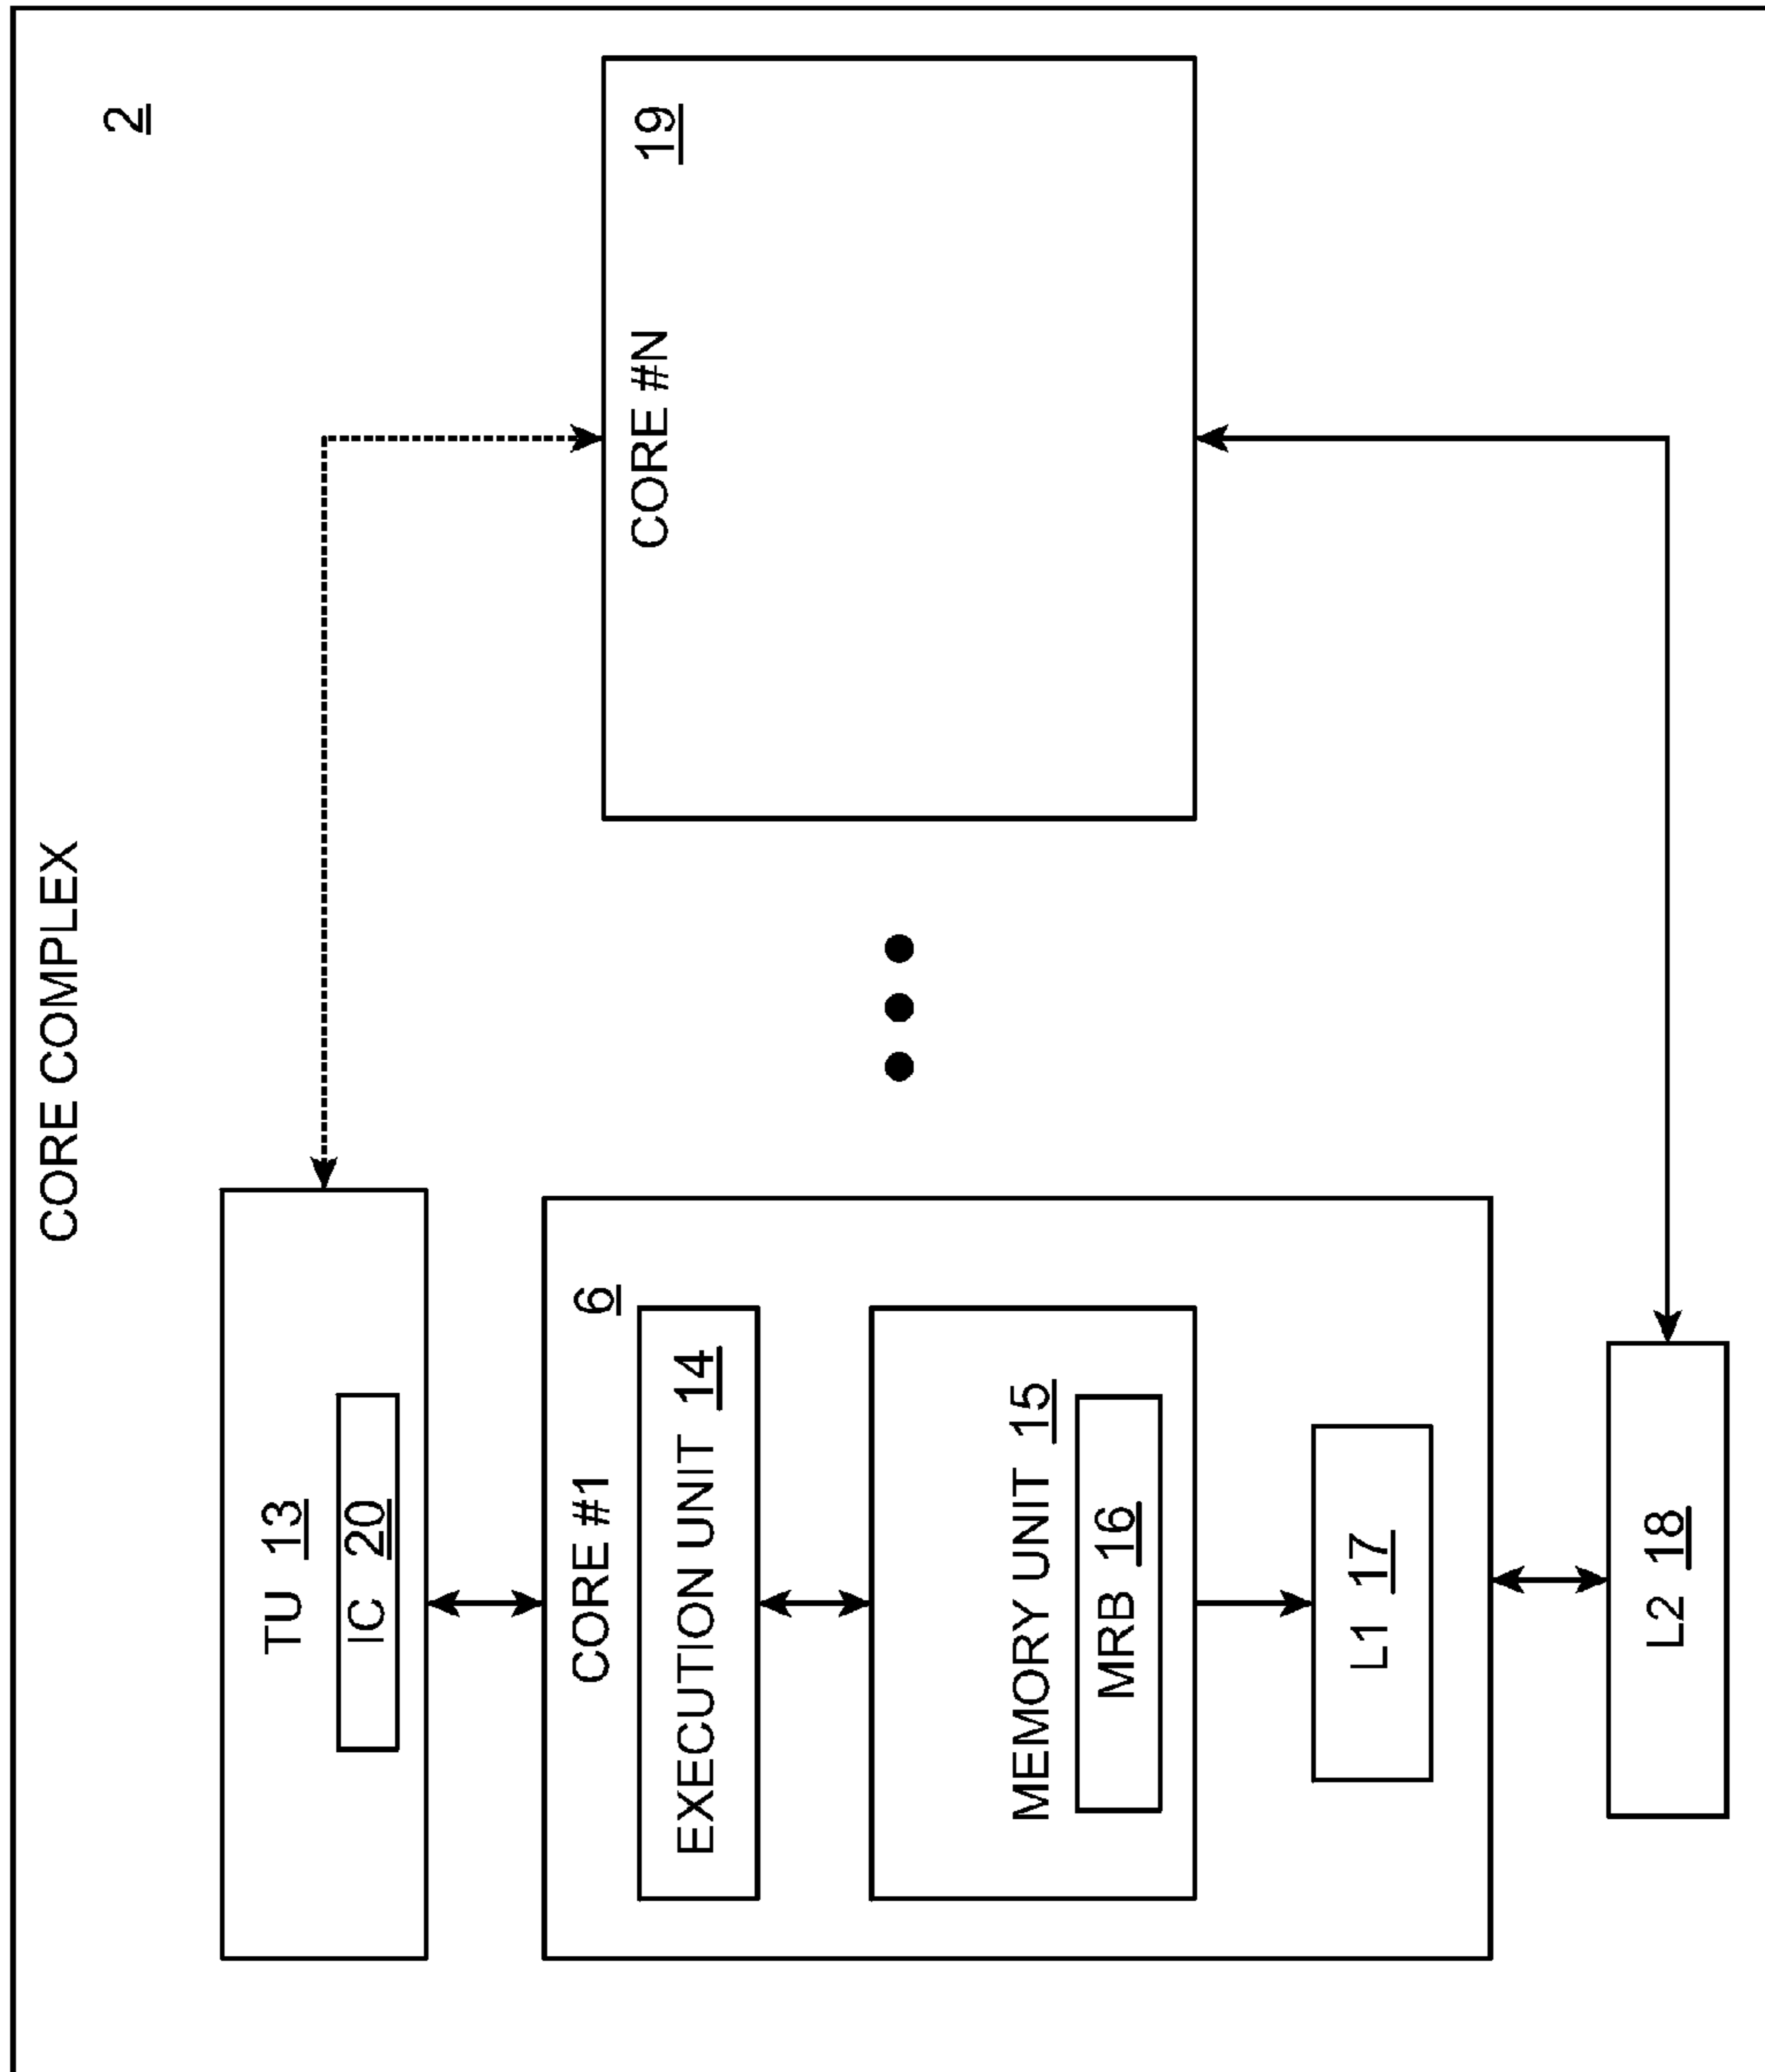 CORE COMPLEX
2
TU 13
IC 20
CORE #1
6
EXECUTION UNIT 14
MEMORY UNIT 15
MRB 16
L1 17
L2 18
CORE #N
19